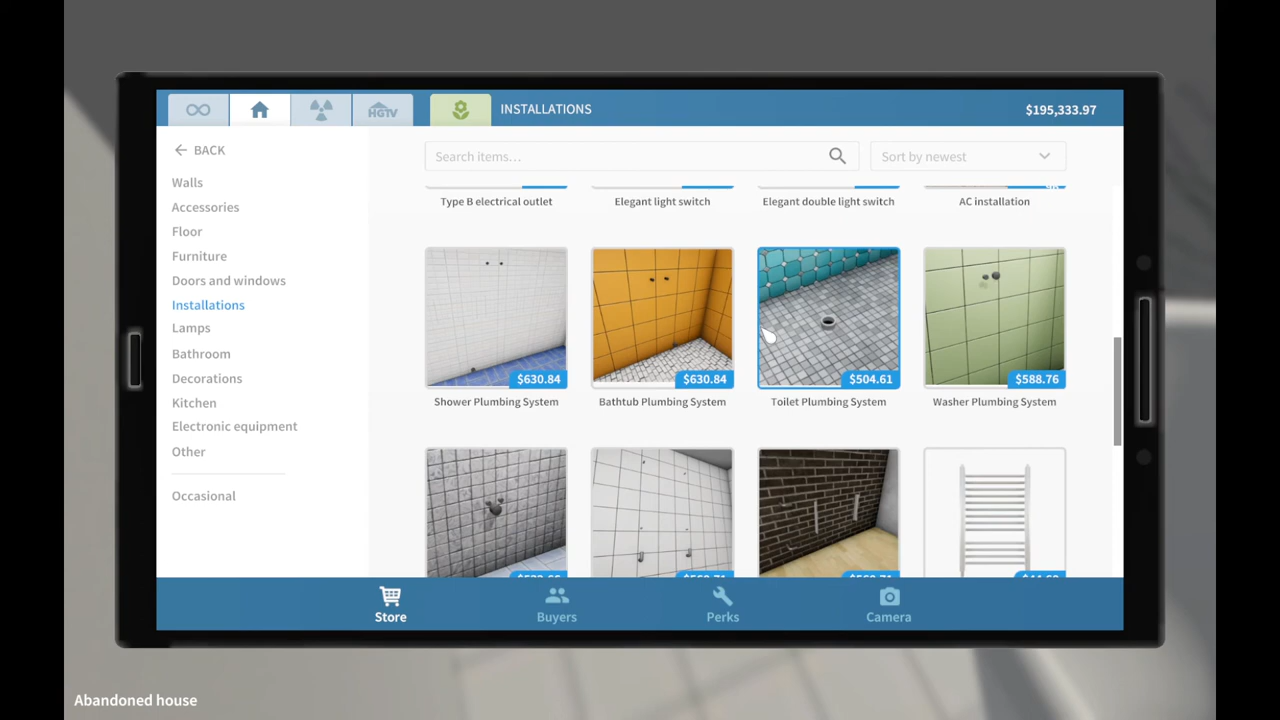 HGTV
INSTALLATIONS
$195,333.97
BACK
Search items...
Sort by newest
Walls
Accessories
Floor
Furniture
Doors and windows
Installations
Lamps
Bathroom
Decorations
Kitchen
Electronic equipment
Other
Occasional
Type B electrical outlet
Elegant light switch
Elegant double light switch
AC installation
$630.84
$630.84
$504.61
$588.76
Shower Plumbing System
Bathtub Plumbing System
Toilet Plumbing System
Washer Plumbing System
Store
Buyers
Perks
Camera
Abandoned house